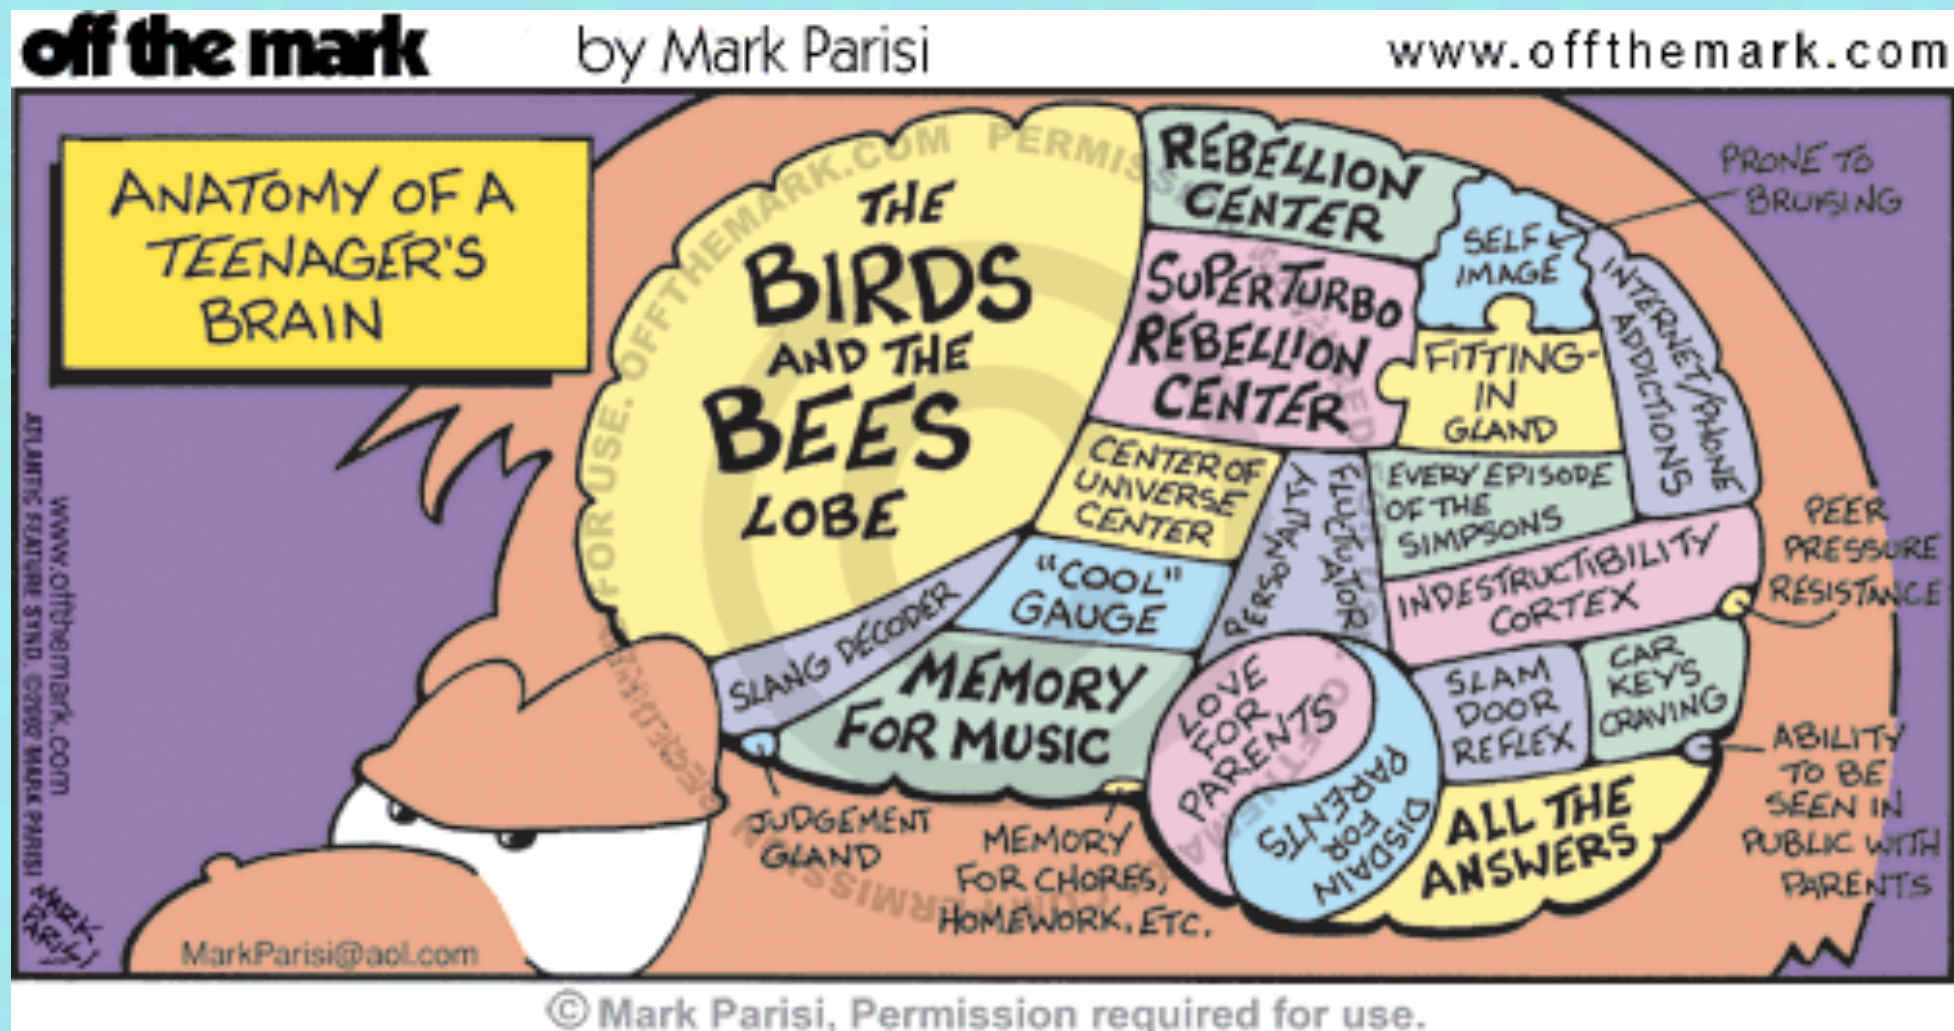 off the mark by Mark Parisi www.offthemark.com
ANATOMY OF A
TEENAGER'S
BRAIN
THE
BIRDS
AND THE
BEES
LOBE
REBELLION
CENTER
SUPER TURBO
REBELLION
CENTER
SELF
IMAGE
PRONE TO
BRUISING
FITTING-
IN
GLAND
INTERNET/PHONE
ADDICTIONS
CENTER OF
UNIVERSE
CENTER
PERSONALITY
FLUCTUATOR
EVERY EPISODE
OF THE
SIMPSONS
"COOL"
GAUGE
INDESTRUCTIBILITY
CORTEX
PEER
PRESSURE
RESISTANCE
SLANG DECODER
MEMORY
FOR MUSIC
LOVE
FOR
PARENTS
DISDAIN
FOR
PARENTS
SLAM
DOOR
REFLEX
CAR
KEYS
CRAVING
ABILITY
TO BE
SEEN IN
PUBLIC WITH
PARENTS
ALL THE
ANSWERS
JUDGEMENT
GLAND
MEMORY
FOR CHORES,
HOMEWORK, ETC.
www.offthemark.com
MARK PARISI
MarkParisi@aol.com
© Mark Parisi, Permission required for use.